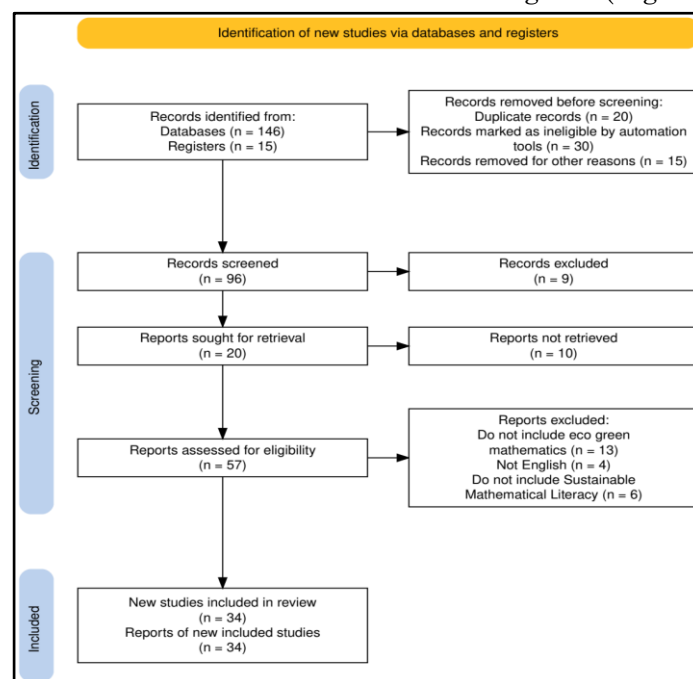 Identification of new studies via databases and registers
Identification
Records identified from:
Databases (n = 146)
Registers (n = 15)
Records removed before screening:
Duplicate records (n = 20)
Records marked as ineligible by automation
tools (n = 30)
Records removed for other reasons (n = 15)
Screening
Records screened
(n = 96)
Records excluded
(n = 9)
Reports sought for retrieval
(n = 20)
Reports not retrieved
(n = 10)
Reports assessed for eligibility
(n = 57)
Reports excluded:
Do not include eco green
mathematics (n = 13)
Not English (n = 4)
Do not include Sustainable
Mathematical Literacy (n = 6)
Included
New studies included in review
(n = 34)
Reports of new included studies
(n = 34)